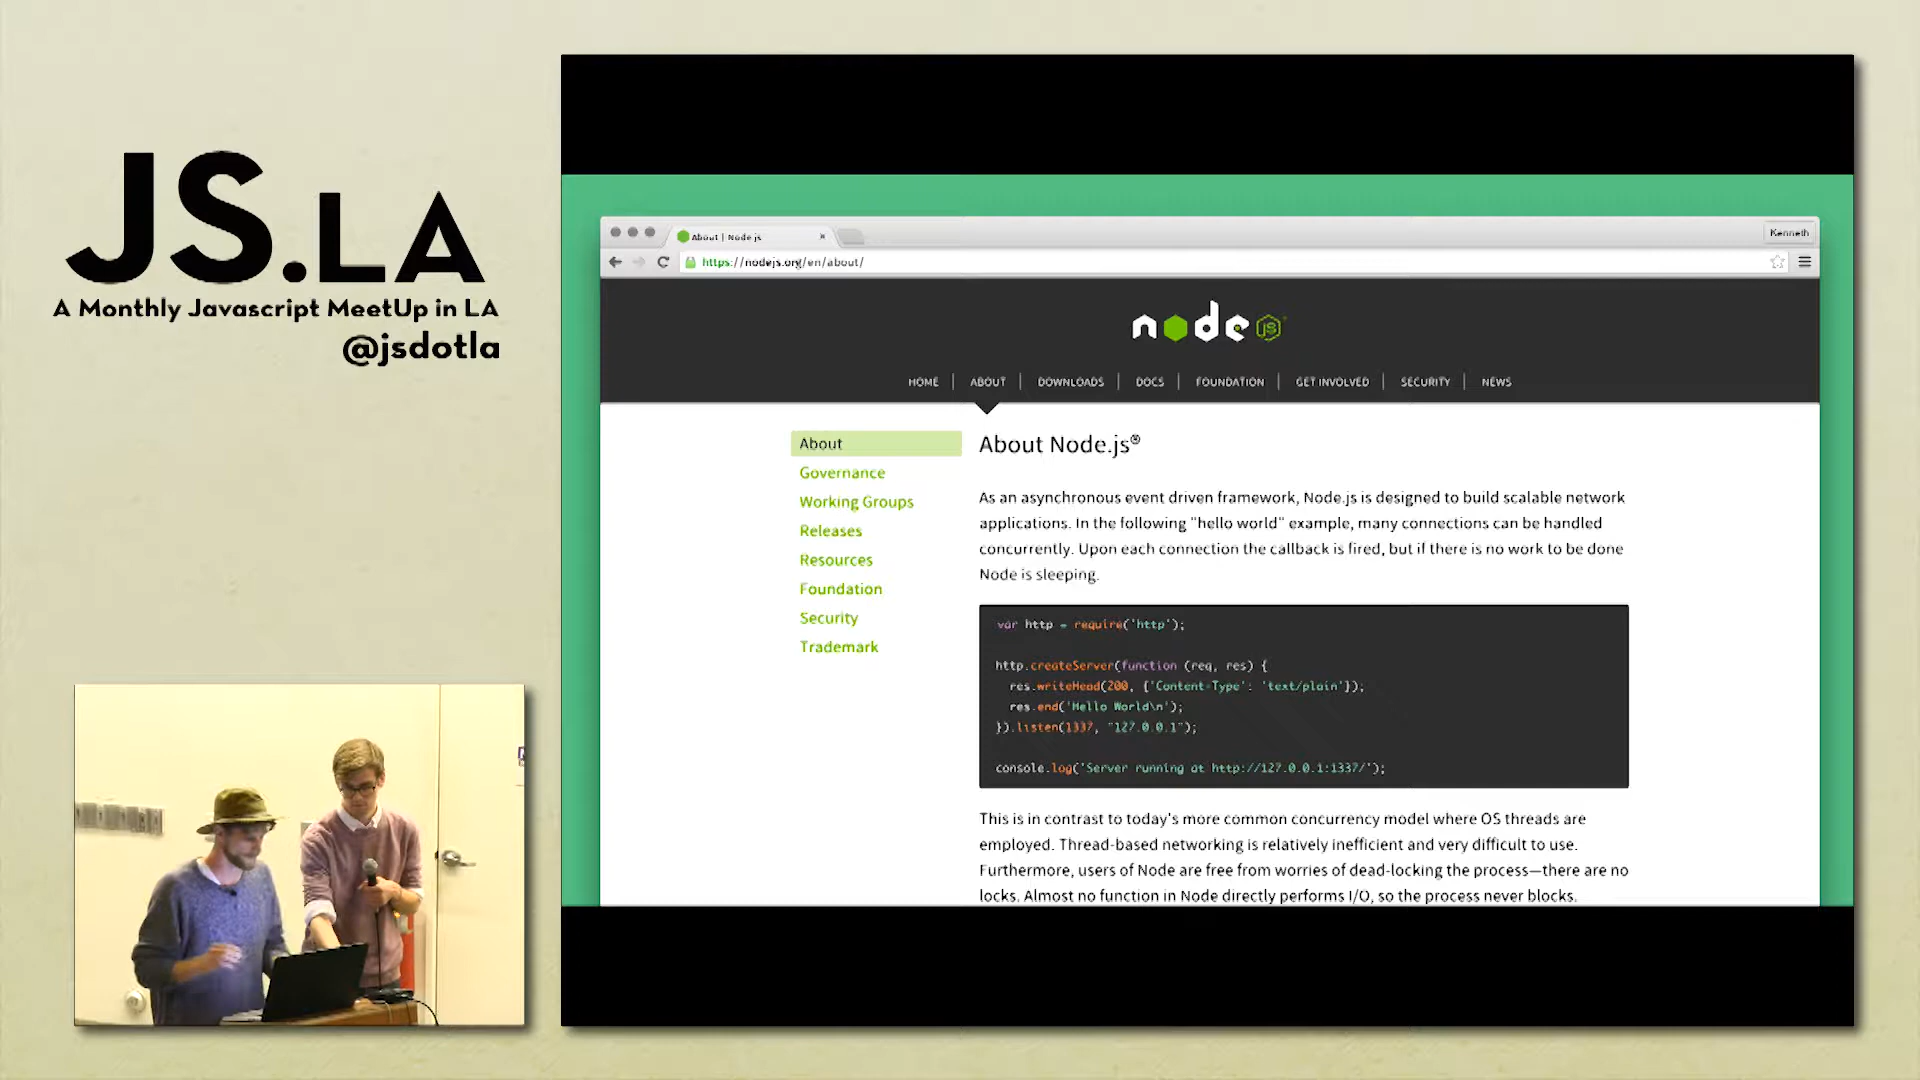 JS.LA
A Monthly Javascript MeetUp in LA
@jsdotla
About | Node.js
Kenneth
https://nodejs.org/en/about/
node JS
HOME | ABOUT | DOWNLOADS | DOCS | FOUNDATION | GET INVOLVED | SECURITY | NEWS
About
Governance
Working Groups
Releases
Resources
Foundation
Security
Trademark
About Node.js®
As an asynchronous event driven framework, Node.js is designed to build scalable network
applications. In the following "hello world" example, many connections can be handled
concurrently. Upon each connection the callback is fired, but if there is no work to be done
Node is sleeping.
var http = require('http');
http.createServer(function (req, res) {
res.writeHead(200, {'Content-Type': 'text/plain'});
res.end('Hello World\n');
}).listen(1337, "127.0.0.1");
console.log('Server running at http://127.0.0.1:1337/');
This is in contrast to today's more common concurrency model where OS threads are
employed. Thread-based networking is relatively inefficient and very difficult to use.
Furthermore, users of Node are free from worries of dead-locking the process—there are no
locks. Almost no function in Node directly performs I/O, so the process never blocks.